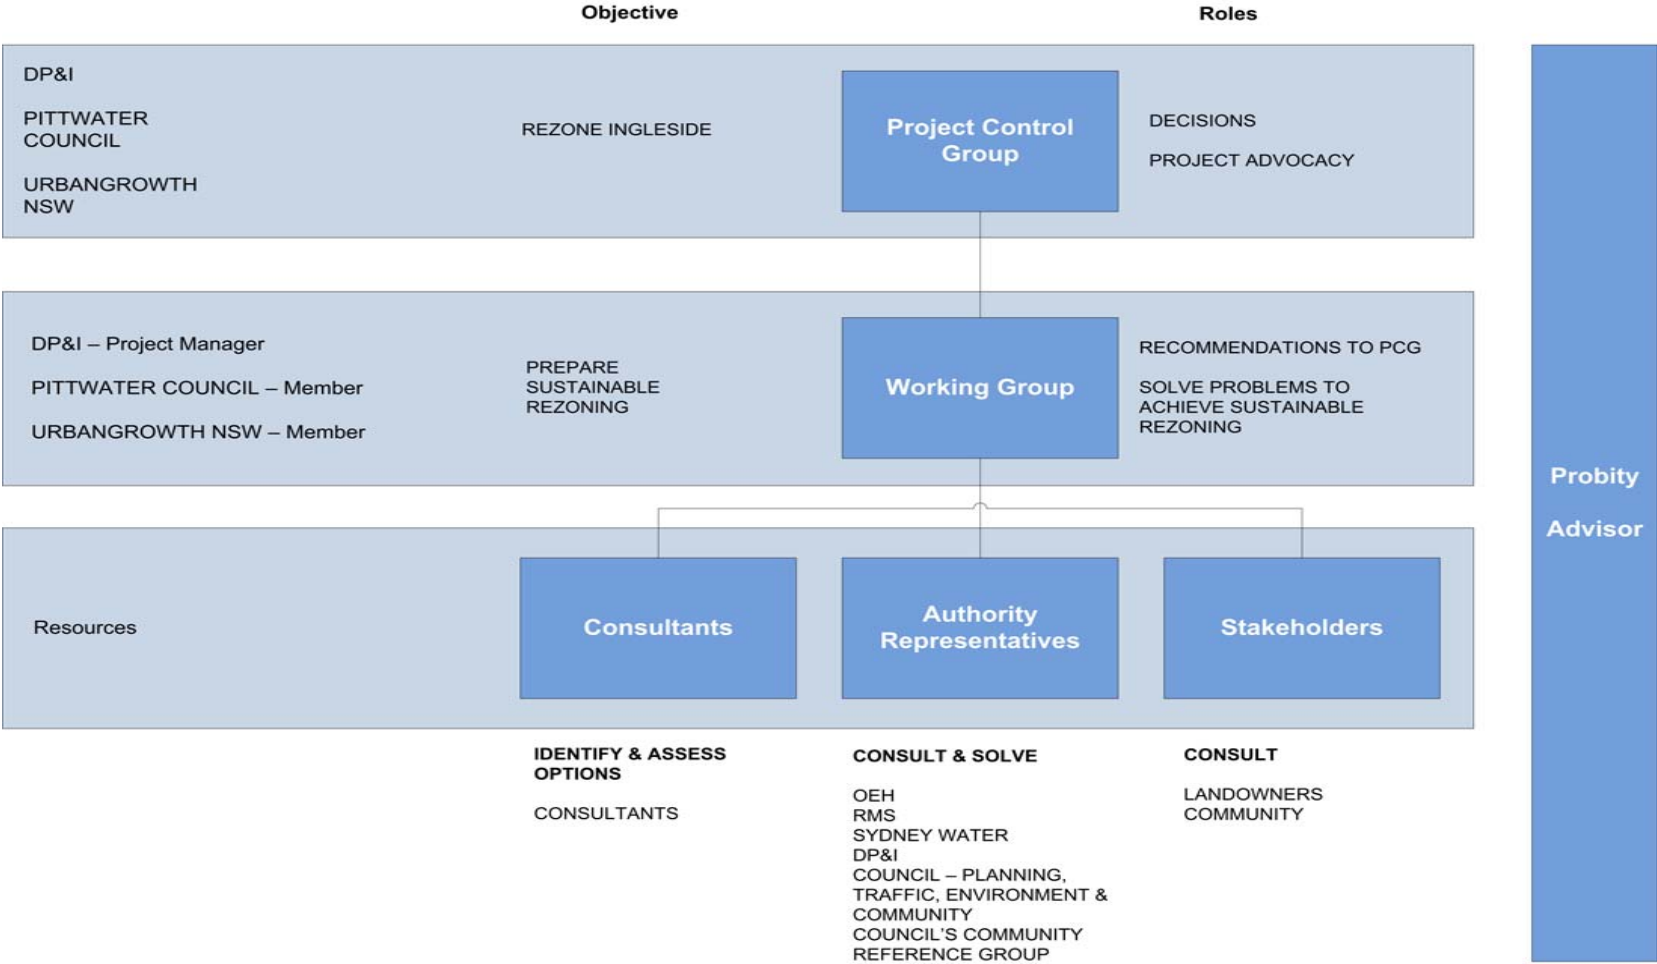 Objective
Roles
DP&I
PITTWATER
COUNCIL
URBANGROWTH
NSW
REZONE INGLESIDE
Project Control
Group
DECISIONS
PROJECT ADVOCACY
DP&I – Project Manager
PITTWATER COUNCIL – Member
URBANGROWTH NSW – Member
PREPARE
SUSTAINABLE
REZONING
Working Group
RECOMMENDATIONS TO PCG
SOLVE PROBLEMS TO
ACHIEVE SUSTAINABLE
REZONING
Resources
Consultants
Authority
Representatives
Stakeholders
IDENTIFY & ASSESS
OPTIONS
CONSULTANTS
CONSULT & SOLVE
OEH
RMS
SYDNEY WATER
DP&I
COUNCIL – PLANNING,
TRAFFIC, ENVIRONMENT &
COMMUNITY
COUNCIL'S COMMUNITY
REFERENCE GROUP
CONSULT
LANDOWNERS
COMMUNITY
Probity
Advisor